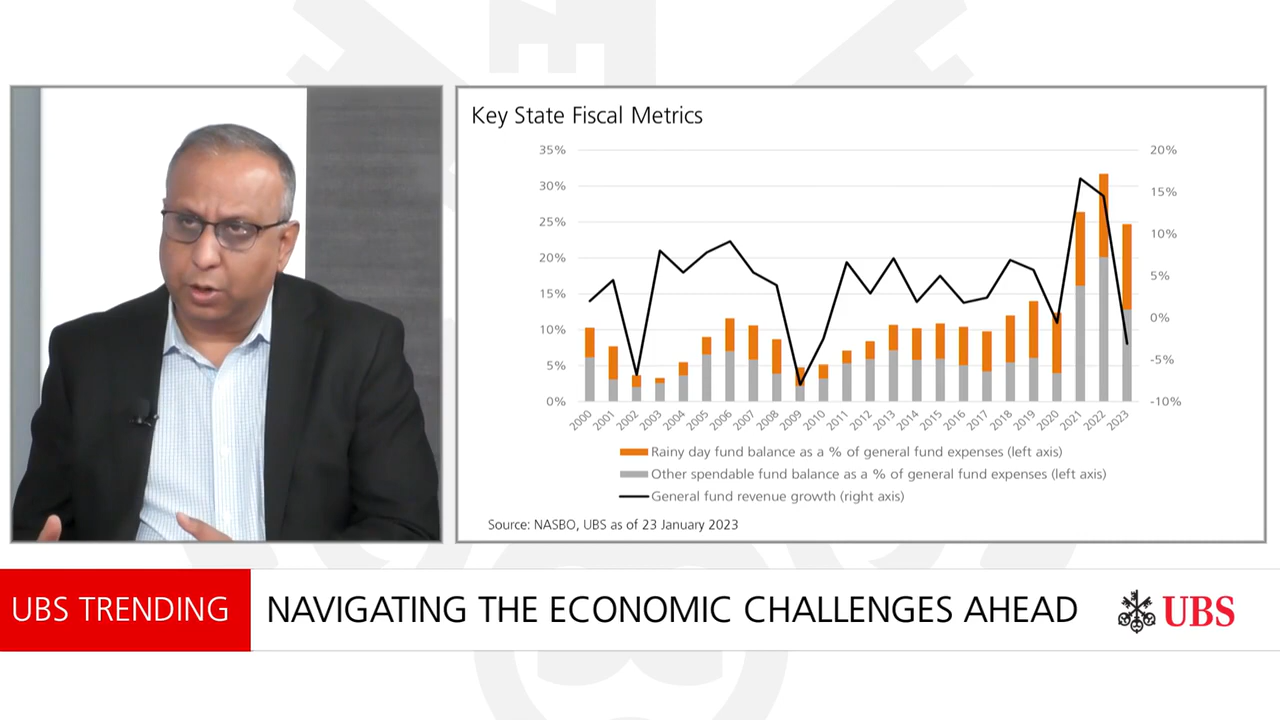 Key State Fiscal Metrics
35%
30%
25%
20%
15%
10%
5%
0%
20%
15%
10%
5%
0%
-5%
-10%
2000 2001 2002 2003 2004 2005 2006 2007 2008 2009 2010 2011 2012 2013 2014 2015 2016 2017 2018 2019 2020 2021 2022 2023
Rainy day fund balance as a % of general fund expenses (left axis)
Other spendable fund balance as a % of general fund expenses (left axis)
General fund revenue growth (right axis)
Source: NASBO, UBS as of 23 January 2023
UBS TRENDING
NAVIGATING THE ECONOMIC CHALLENGES AHEAD
UBS